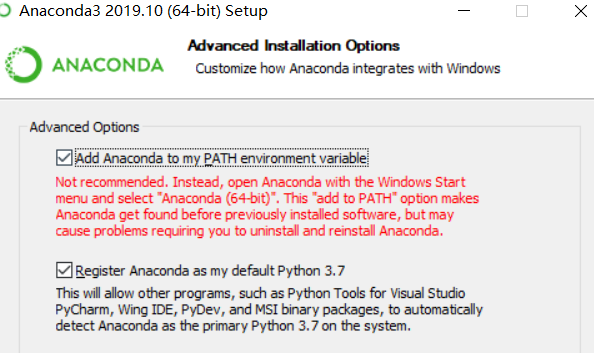 Anaconda3 2019.10 (64-bit) Setup
Advanced Installation Options
ANACONDA
Customize how Anaconda integrates with Windows
Advanced Options
Add Anaconda to my PATH environment variable
Not recommended. Instead, open Anaconda with the Windows Start
menu and select "Anaconda (64-bit)". This "add to PATH" option makes
Anaconda get found before previously installed software, but may
cause problems requiring you to uninstall and reinstall Anaconda.
Register Anaconda as my default Python 3.7
This will allow other programs, such as Python Tools for Visual Studio
PyCharm, Wing IDE, PyDev, and MSI binary packages, to automatically
detect Anaconda as the primary Python 3.7 on the system.